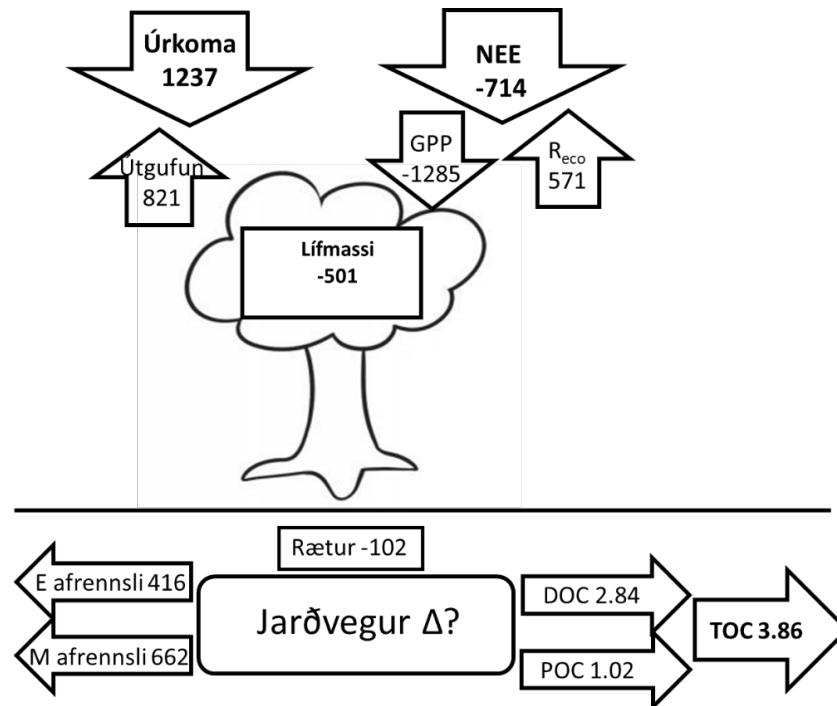 Úrkoma
1237
NEE
-714
Útgufun
821
GPP
-1285
Reco
571
Lífmassi
-501
Rætur -102
E afrennsli 416
M afrennsli 662
Jarðvegur Δ?
DOC 2.84
POC 1.02
TOC 3.86